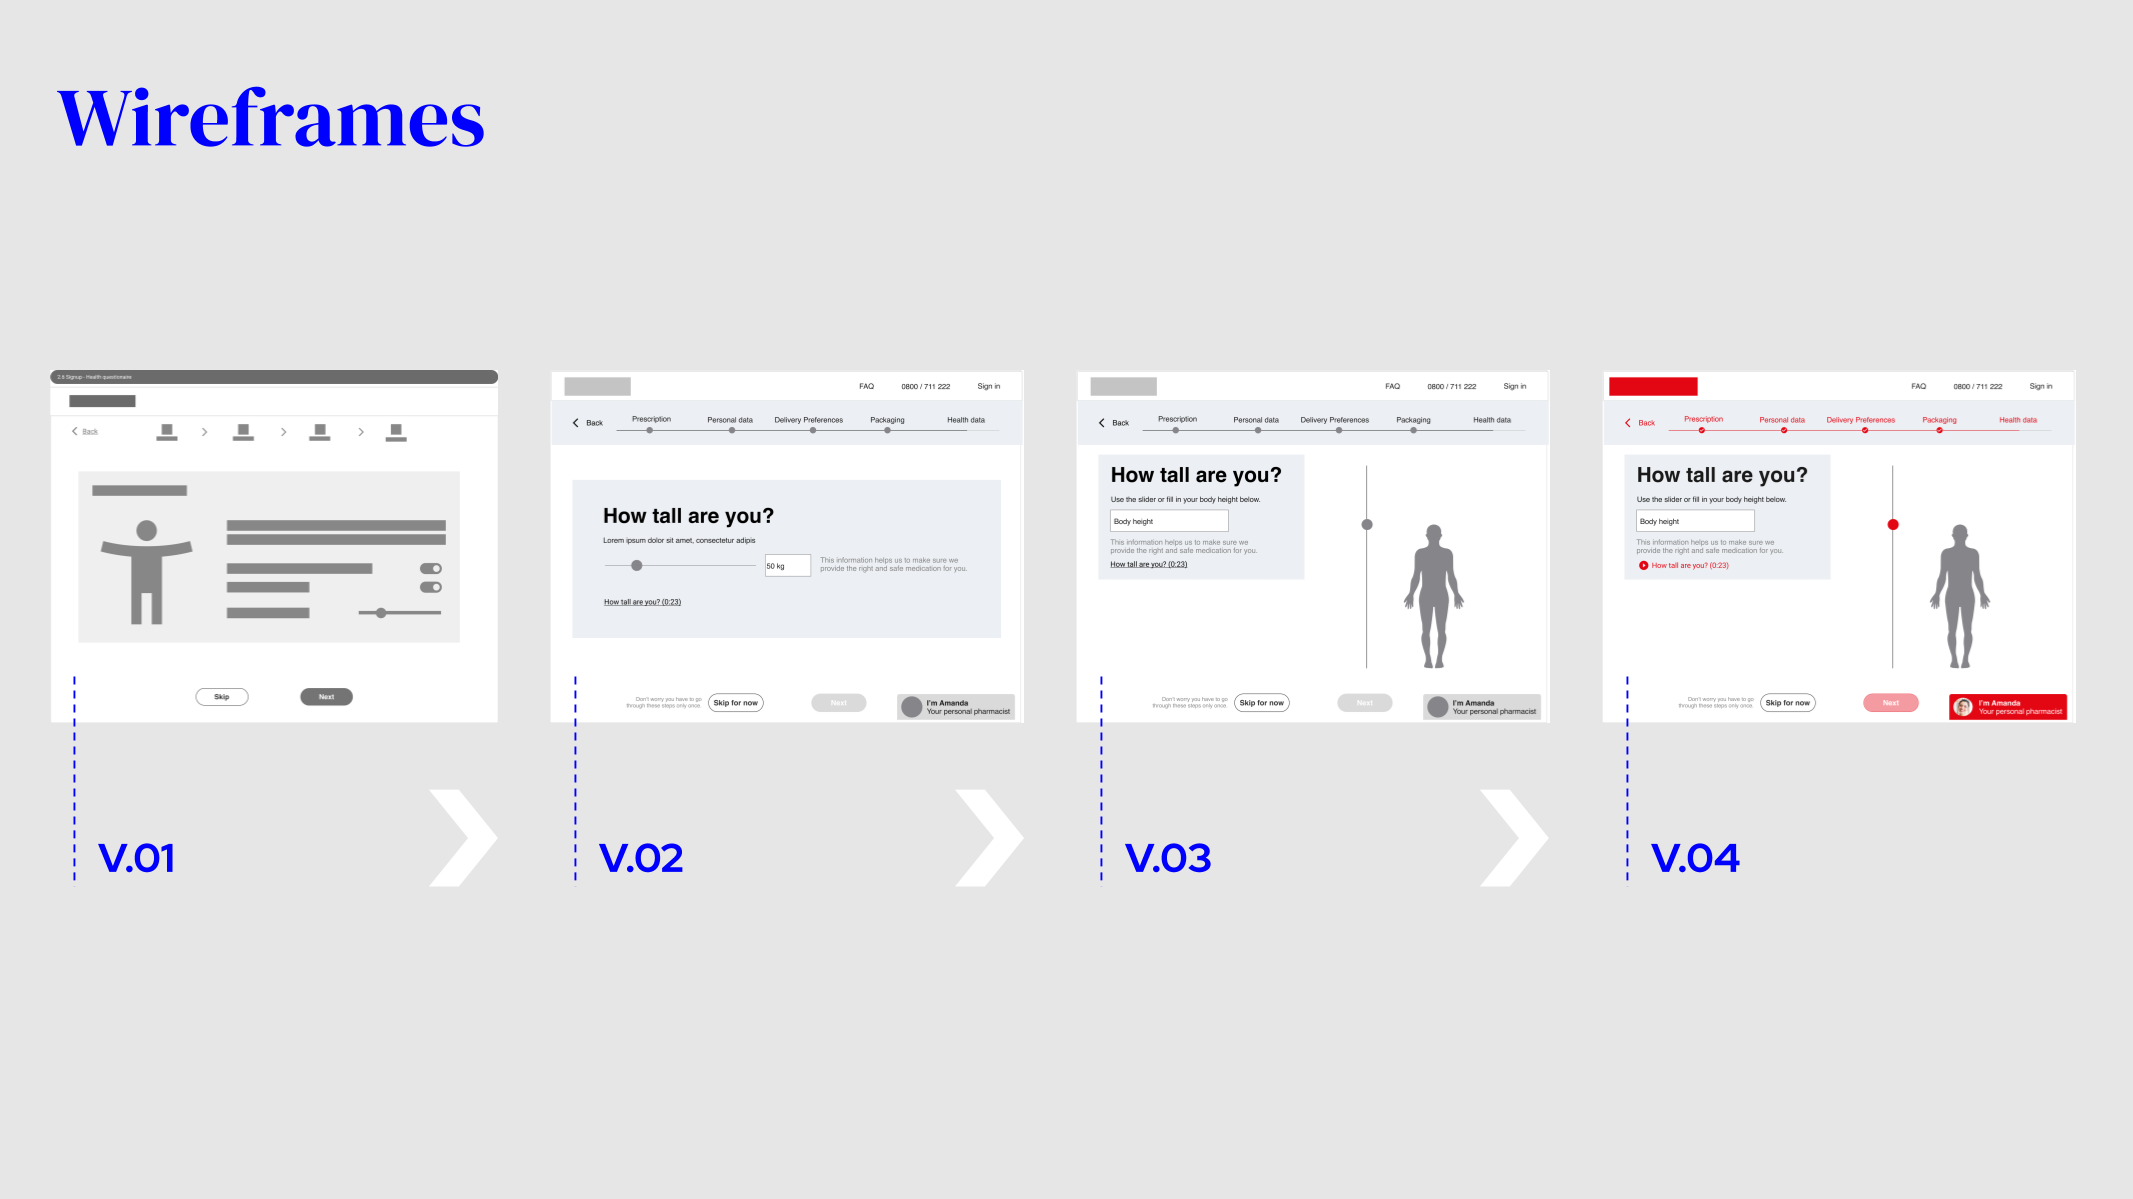 Wireframes
2.6 Signup - Health questionaire
Back
Skip
Next
V.01
FAQ
0800 / 711 222
Sign in
Back
Prescription
Personal data
Delivery Preferences
Packaging
Health data
How tall are you?
Lorem ipsum dolor sit amet, consectetur adipis
50 kg
This information helps us to make sure we
provide the right and safe medication for you.
How tall are you? (0:23)
Don't worry you have to go
through these steps only once.
Skip for now
Next
I'm Amanda
Your personal pharmacist
V.02
FAQ
0800 / 711 222
Sign in
Back
Prescription
Personal data
Delivery Preferences
Packaging
Health data
How tall are you?
Use the slider or fill in your body height below.
Body height
This information helps us to make sure we
provide the right and safe medication for you.
How tall are you? (0:23)
Don't worry you have to go
through these steps only once.
Skip for now
Next
I'm Amanda
Your personal pharmacist
V.03
FAQ
0800 / 711 222
Sign in
Back
Prescription
Personal data
Delivery Preferences
Packaging
Health data
How tall are you?
Use the slider or fill in your body height below.
Body height
This information helps us to make sure we
provide the right and safe medication for you.
How tall are you? (0:23)
Don't worry you have to go
through these steps only once.
Skip for now
Next
I'm Amanda
Your personal pharmacist
V.04